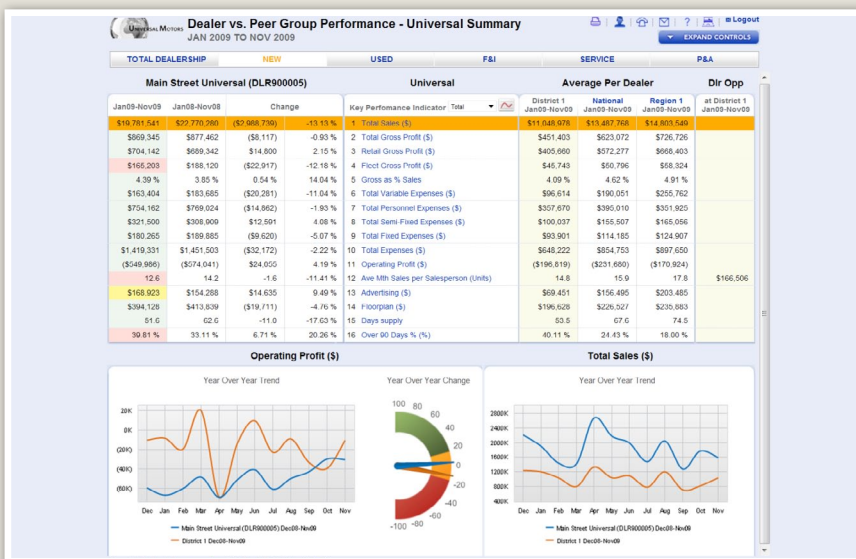 UNIVERSAL MOTORS Dealer vs. Peer Group Performance - Universal Summary
JAN 2009 TO NOV 2009
? Logout
EXPAND CONTROLS
TOTAL DEALERSHIP NEW USED F&I SERVICE P&A
Main Street Universal (DLR900005) Universal Average Per Dealer Dlr Opp
Jan09-Nov09 Jan08-Nov08 Change Key Perfomance Indicator Total District 1 Jan09-Nov09 National Jan09-Nov09 Region 1 Jan09-Nov09 at District 1 Jan09-Nov09
$19,781,541 $22,770,280 ($2,988,739) -13.13 % 1 Total Sales ($) $11,048,978 $13,487,768 $14,803,549
$869,345 $877,462 ($8,117) -0.93 % 2 Total Gross Profit ($) $451,403 $623,072 $726,726
$704,142 $689,342 $14,800 2.15 % 3 Retail Gross Profit ($) $405,660 $572,277 $668,403
$165,203 $188,120 ($22,917) -12.18 % 4 Fleet Gross Profit ($) $45,743 $50,796 $58,324
4.39 % 3.85 % 0.54 % 14.04 % 5 Gross as % Sales 4.09 % 4.62 % 4.91 %
$163,404 $183,685 ($20,281) -11.04 % 6 Total Variable Expenses ($) $96,614 $190,051 $255,762
$754,162 $769,024 ($14,862) -1.93 % 7 Total Personnel Expenses ($) $357,670 $395,010 $351,925
$321,500 $308,909 $12,591 4.08 % 8 Total Semi-Fixed Expenses ($) $100,037 $155,507 $165,056
$180,265 $189,885 ($9,620) -5.07 % 9 Total Fixed Expenses ($) $93,901 $114,185 $124,907
$1,419,331 $1,451,503 ($32,172) -2.22 % 10 Total Expenses ($) $648,222 $854,753 $897,650
($549,986) ($574,041) $24,055 4.19 % 11 Operating Profit ($) ($196,819) ($231,680) ($170,924)
12.6 14.2 -1.6 -11.41 % 12 Ave Mth Sales per Salesperson (Units) 14.8 15.9 17.8 $166,506
$168,923 $154,288 $14,635 9.49 % 13 Advertising ($) $69,451 $156,495 $203,485
$394,128 $413,839 ($19,711) -4.76 % 14 Floorplan ($) $196,628 $226,527 $235,883
51.6 62.6 -11.0 -17.63 % 15 Days supply 53.5 67.6 74.5
39.81 % 33.11 % 6.71 % 20.26 % 16 Over 90 Days % (%) 40.11 % 24.43 % 18.00 %
Operating Profit ($) Total Sales ($)
Year Over Year Trend Year Over Year Change Year Over Year Trend
20K
0K
(20K)
(40K)
(60K)
Dec Jan Feb Mar Apr May Jun Jul Aug Sep Oct Nov
Main Street Universal (DLR900005) Dec08-Nov09
District 1 Dec08-Nov09
100 80 60 40 20 0 -20 -40 -60 -80 -100
2800K
2400K
2000K
1600K
1200K
800K
400K
Dec Jan Feb Mar Apr May Jun Jul Aug Sep Oct Nov
Main Street Universal (DLR900005) Dec08-Nov09
District 1 Dec08-Nov09